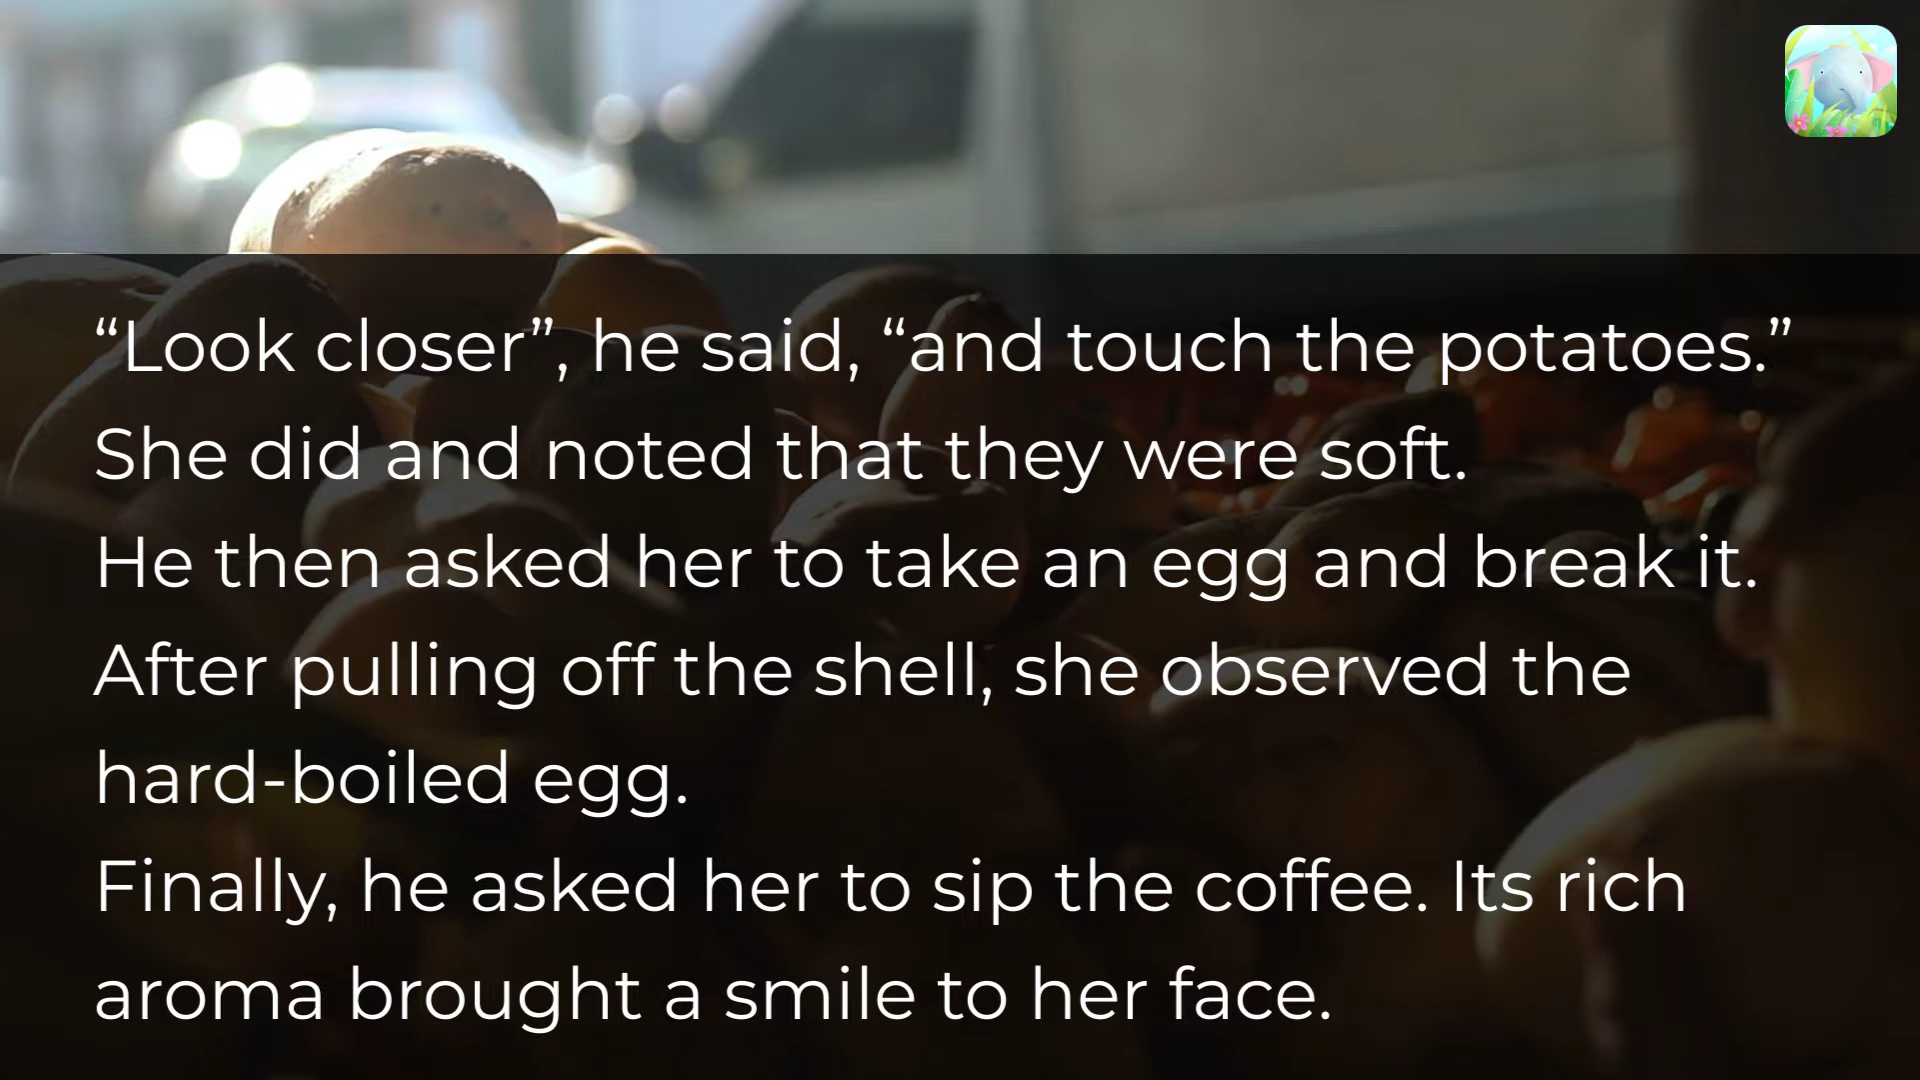 “Look closer”, he said, “and touch the potatoes.”
She did and noted that they were soft.
He then asked her to take an egg and break it.
After pulling off the shell, she observed the
hard-boiled egg.
Finally, he asked her to sip the coffee. Its rich
aroma brought a smile to her face.